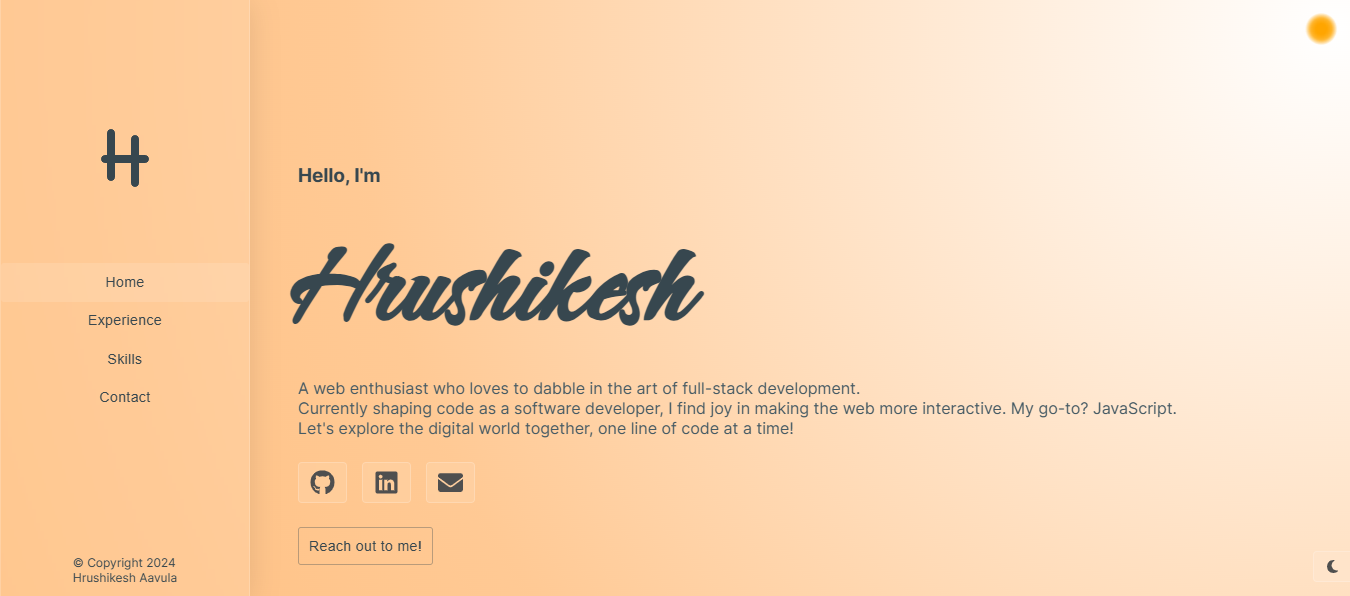 H
Home
Experience
Skills
Contact
© Copyright 2024
Hrushikesh Aavula
Hello, I'm
Hrushikesh
A web enthusiast who loves to dabble in the art of full-stack development.
Currently shaping code as a software developer, I find joy in making the web more interactive. My go-to? JavaScript.
Let's explore the digital world together, one line of code at a time!
in
Reach out to me!